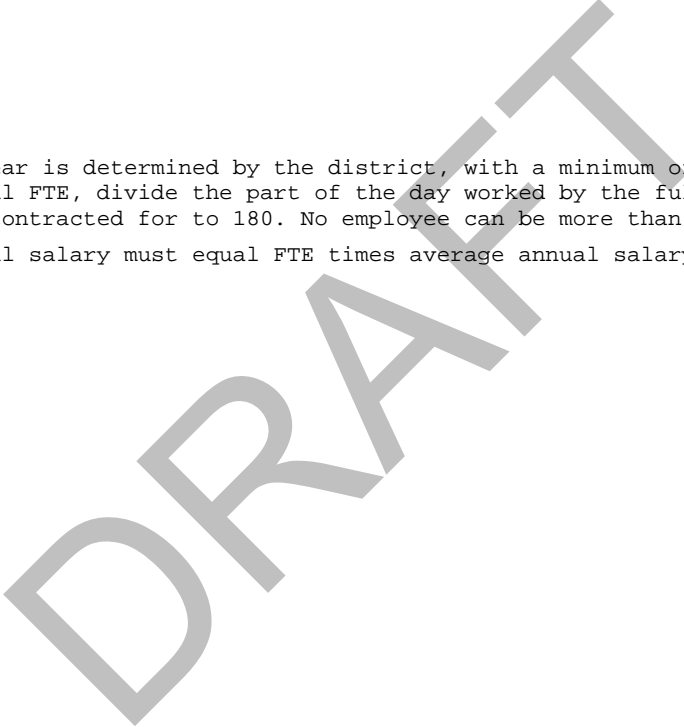 ar is determined by the district, with a minimum o
l FTE, divide the part of the day worked by the fu
ontracted for to 180. No employee can be more than
l salary must equal FTE times average annual salary
DRAFT